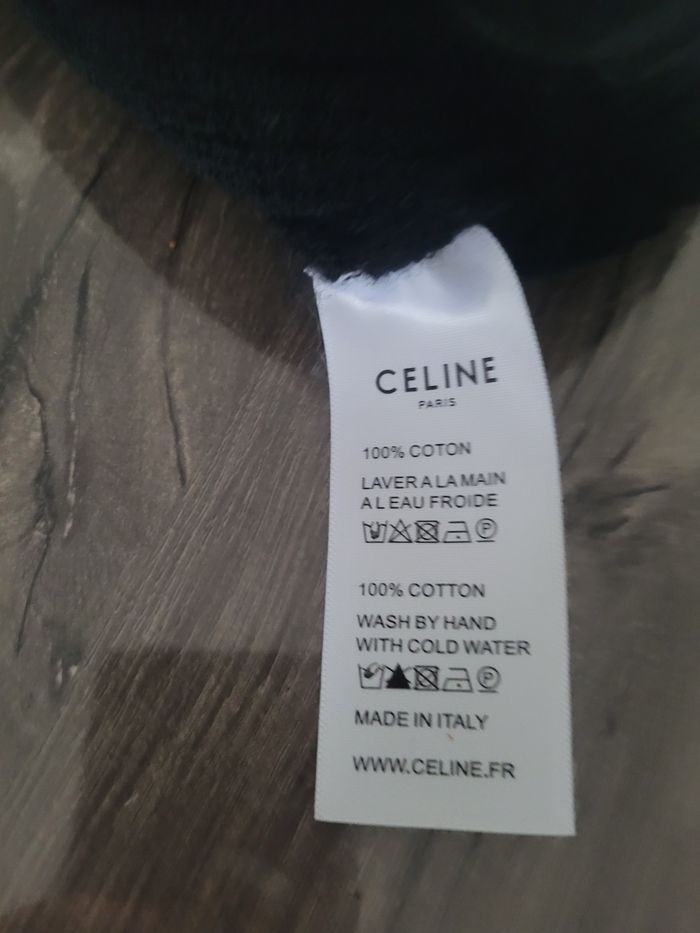 CELINE
PARIS
100% COTON
LAVER A LA MAIN
A L EAU FROIDE
P
100% COTTON
WASH BY HAND
WITH COLD WATER
P
MADE IN ITALY
WWW.CELINE.FR